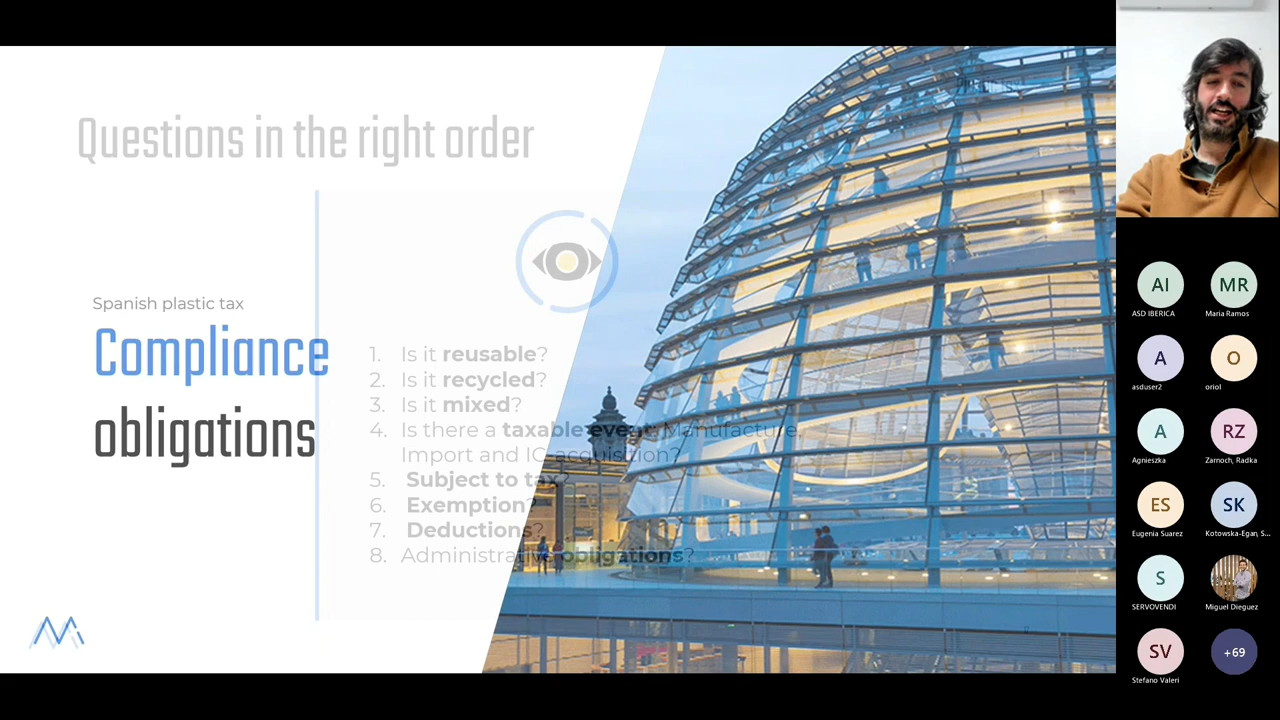 Questions in the right order
Spanish plastic tax
Compliance
obligations
1. Is it reusable?
2. Is it recycled?
3. Is it mixed?
4. Is there a taxable event: Manufacture,
Import and IC acquisition?
5. Subject to tax?
6. Exemption?
7. Deductions?
8. Administrative obligations?
AI
ASD IBERICA
MR
Maria Ramos
A
asduser2
O
oriol
A
Agnieszka
RZ
Zarnoch, Radka
ES
Eugenia Suarez
SK
Kotowska-Egan, S...
S
SERVOVENDI
Miguel Dieguez
SV
Stefano Valeri
+69